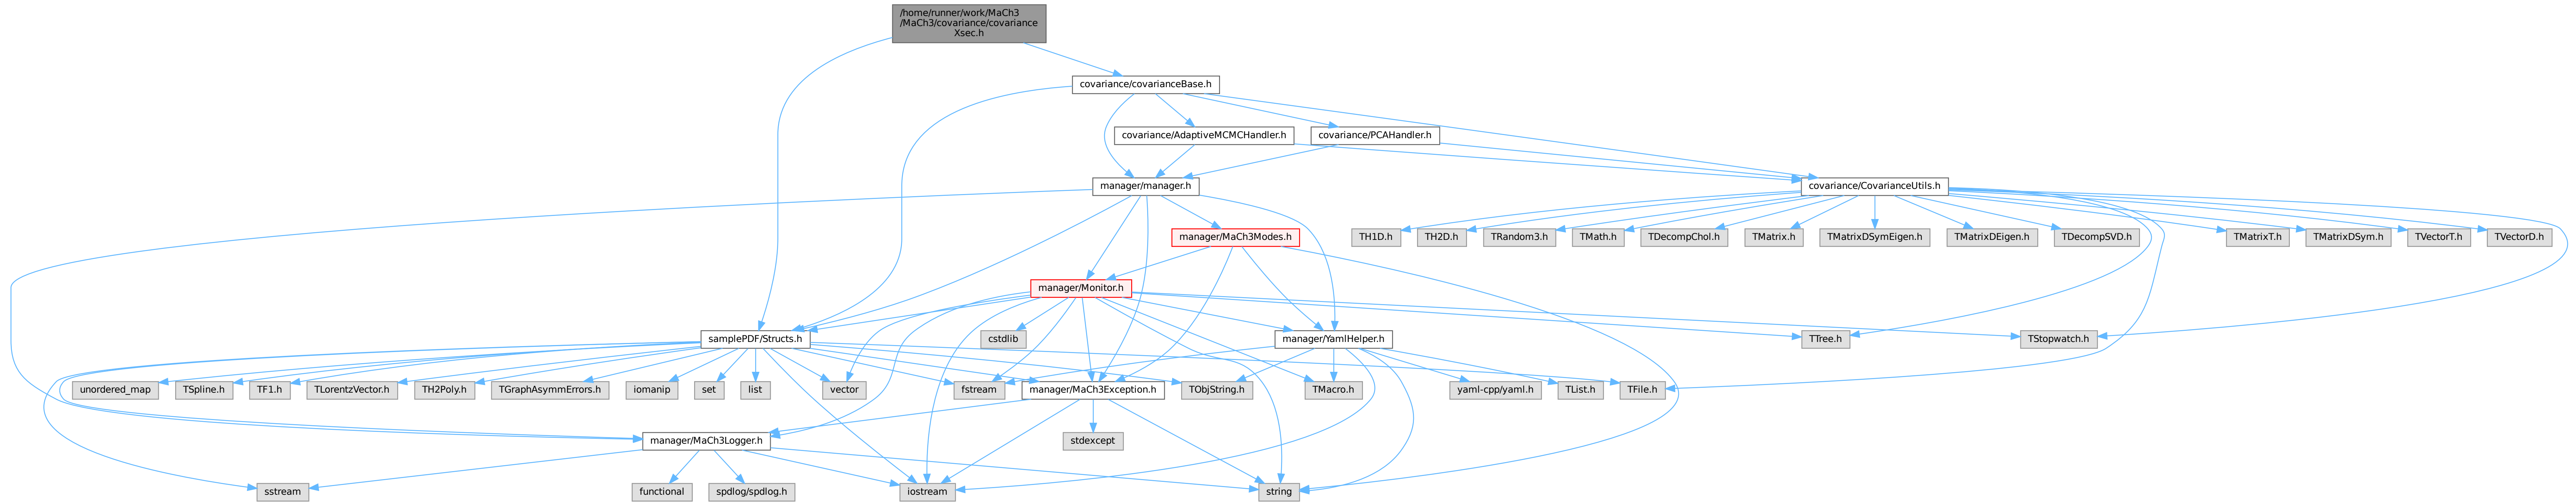 /home/runner/work/MaCh3
/MaCh3/covariance/covariance
Xsec.h
covariance/covarianceBase.h
covariance/AdaptiveMCMCHandler.h
covariance/PCAHandler.h
manager/manager.h
covariance/CovarianceUtils.h
manager/MaCh3Modes.h
TH1D.h
TH2D.h
TRandom3.h
TMath.h
TDecompChol.h
TMatrix.h
TMatrixDSymEigen.h
TMatrixDEigen.h
TDecompSVD.h
TMatrixT.h
TMatrixDSym.h
TVectorT.h
TVectorD.h
manager/Monitor.h
samplePDF/Structs.h
cstdlib
manager/YamlHelper.h
TTree.h
TStopwatch.h
unordered_map
TSpline.h
TF1.h
TLorentzVector.h
TH2Poly.h
TGraphAsymmErrors.h
iomanip
set
list
vector
fstream
manager/MaCh3Exception.h
TObjString.h
TMacro.h
yaml-cpp/yaml.h
TList.h
TFile.h
manager/MaCh3Logger.h
stdexcept
sstream
functional
spdlog/spdlog.h
iostream
string